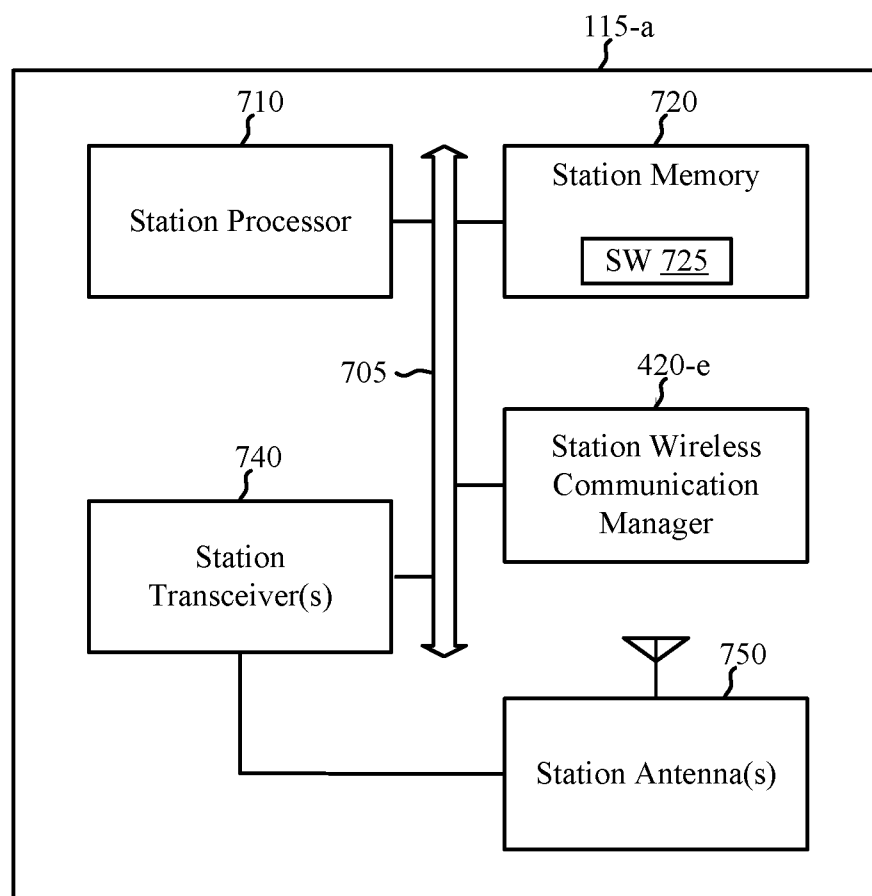 115-a
710
Station Processor
720
Station Memory
SW 725
705
420-e
Station Wireless
Communication
Manager
740
Station
Transceiver(s)
750
Station Antenna(s)